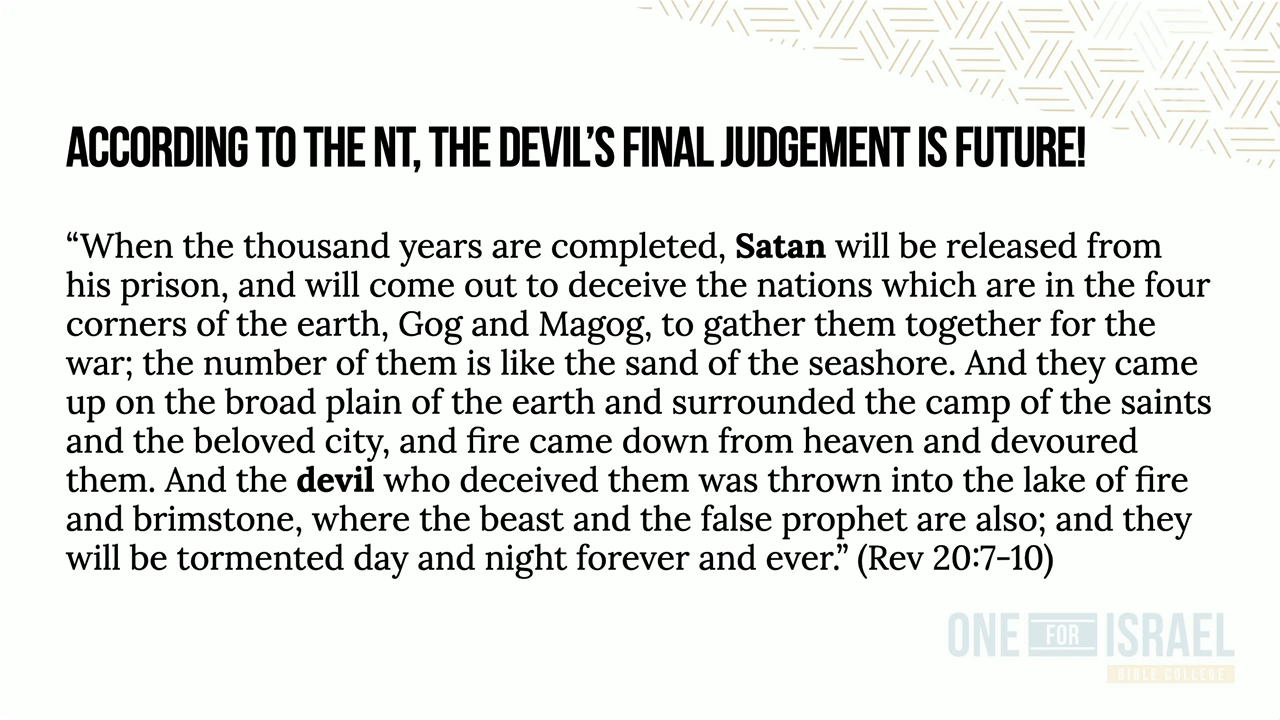 ACCORDING TO THE NT, THE DEVIL’S FINAL JUDGEMENT IS FUTURE!
“When the thousand years are completed, Satan will be released from
his prison, and will come out to deceive the nations which are in the four
corners of the earth, Gog and Magog, to gather them together for the
war; the number of them is like the sand of the seashore. And they came
up on the broad plain of the earth and surrounded the camp of the saints
and the beloved city, and fire came down from heaven and devoured
them. And the devil who deceived them was thrown into the lake of fire
and brimstone, where the beast and the false prophet are also; and they
will be tormented day and night forever and ever.” (Rev 20:7-10)
ONE FOR ISRAEL
BIBLE COLLEGE